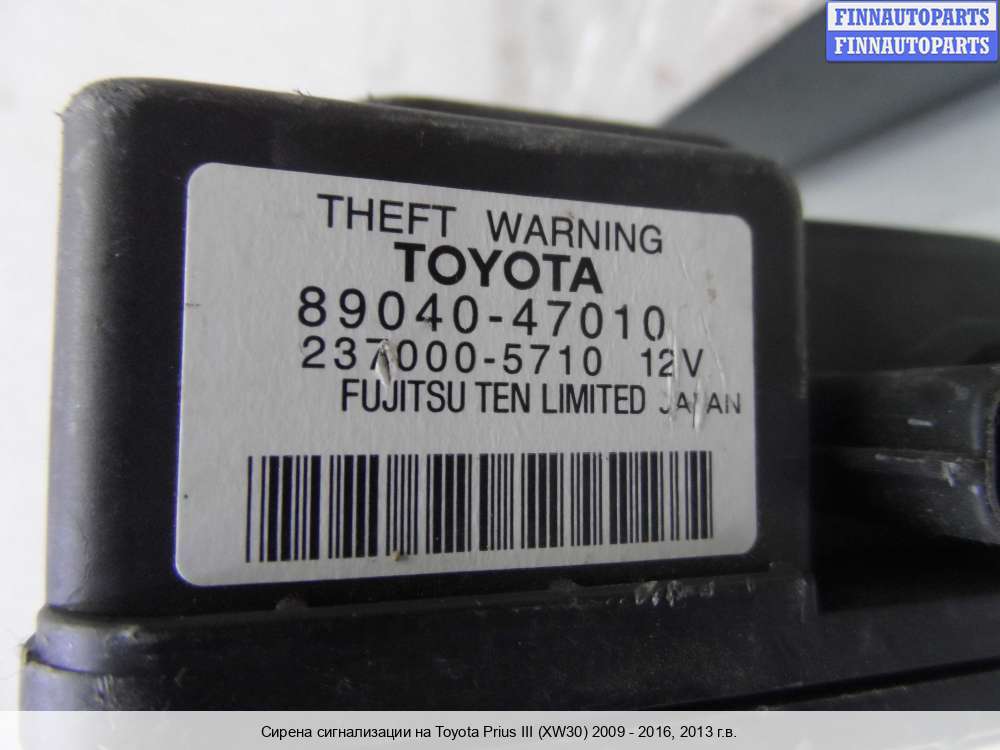 FINNAUTOPARTS
FINNAUTOPARTS
THEFT WARNING
TOYOTA
89040-47010
237000-5710 12V
FUJITSU TEN LIMITED JAPAN
Сирена сигнализации на Toyota Prius III (XW30) 2009 - 2016, 2013 г.в.